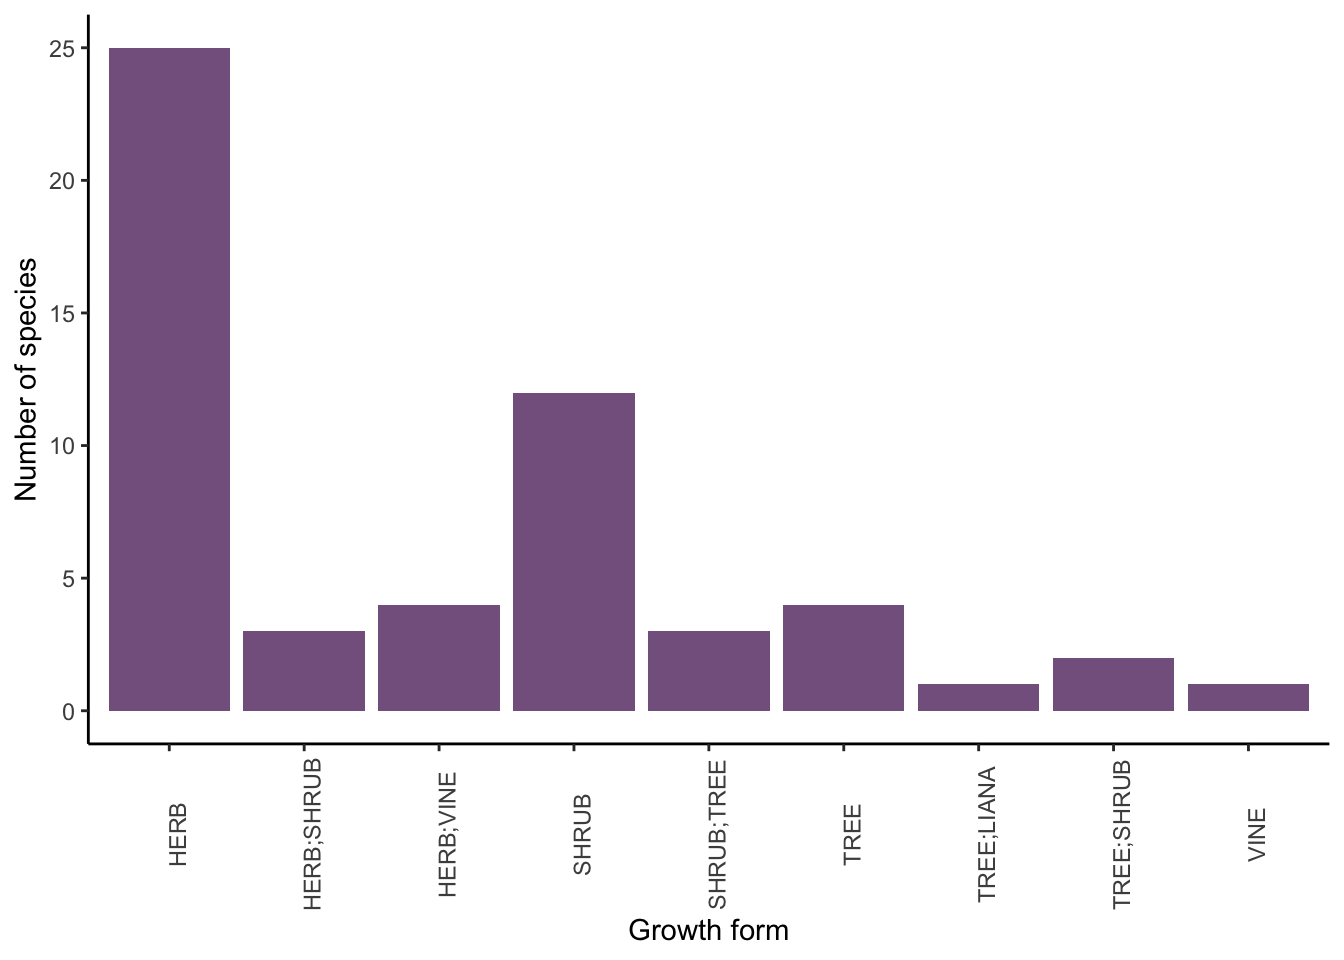 Number of species
25
20
15
10
5
0
HERB
HERB;SHRUB
HERB;VINE
SHRUB
SHRUB;TREE
TREE
TREE;LIANA
TREE;SHRUB
VINE
Growth form